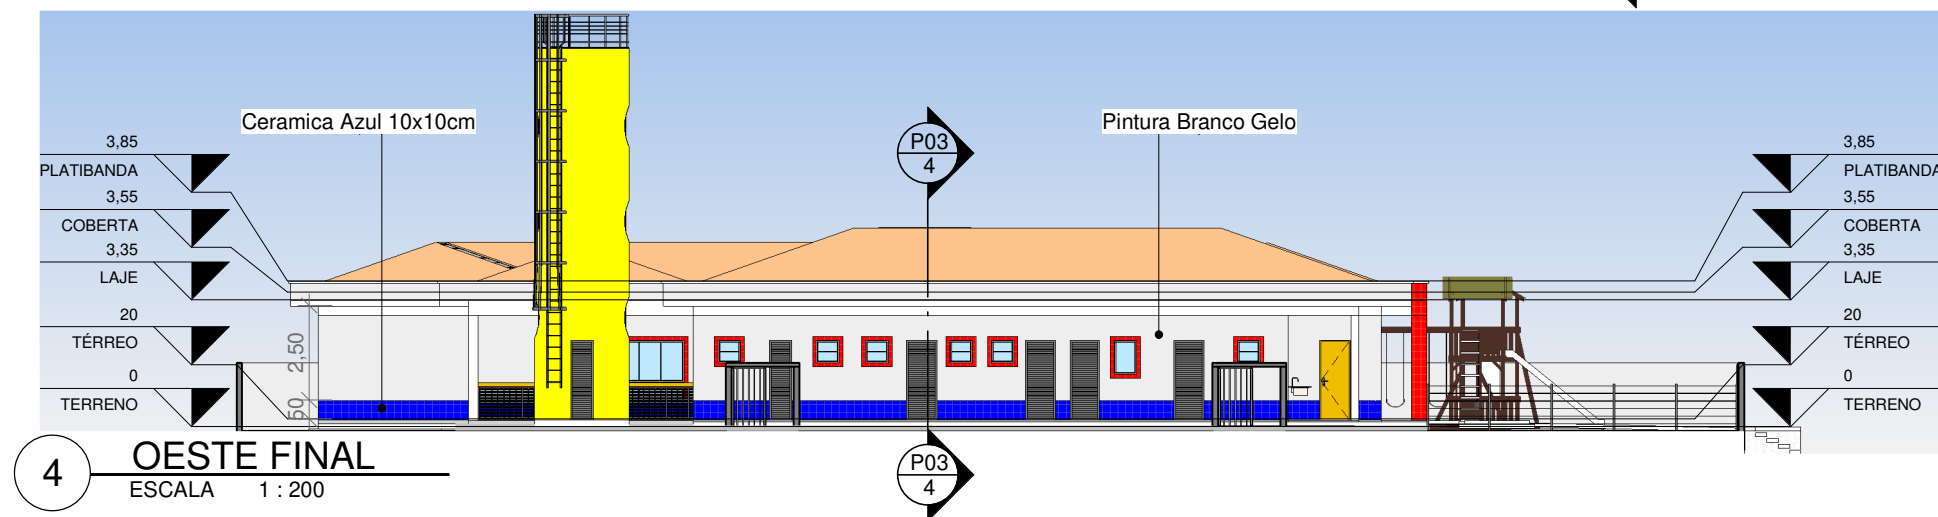 Ceramica Azul 10x10cm
Pintura Branco Gelo
P03
4
3,85
PLATIBANDA
3,55
COBERTA
3,35
LAJE
20
TÉRREO
0
TERRENO
2,50
50
3,85
PLATIBANDA
3,55
COBERTA
3,35
LAJE
20
TÉRREO
0
TERRENO
4
OESTE FINAL
ESCALA 1 : 200
P03
4